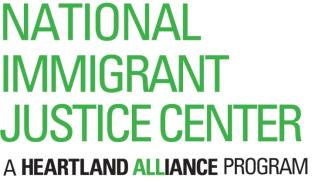 NATIONAL
IMMIGRANT
JUSTICE CENTER
A HEARTLAND ALLIANCE PROGRAM